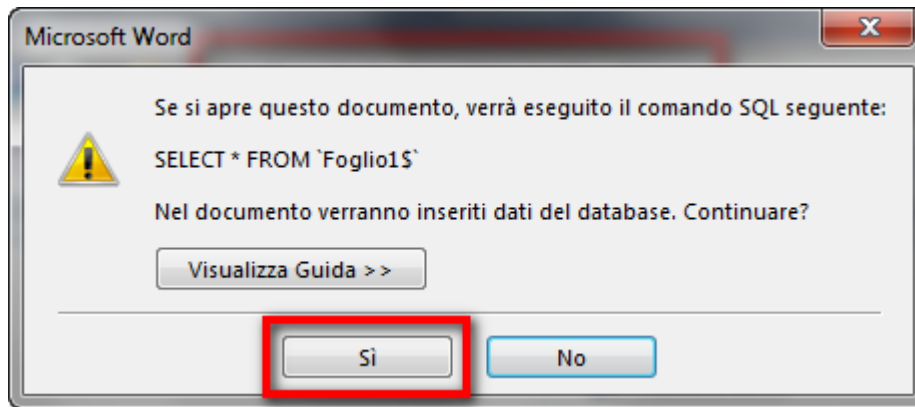 Microsoft Word
Se si apre questo documento, verrà eseguito il comando SQL seguente:
SELECT * FROM `Foglio1$`
Nel documento verranno inseriti dati del database. Continuare?
Visualizza Guida >>
Sì
No